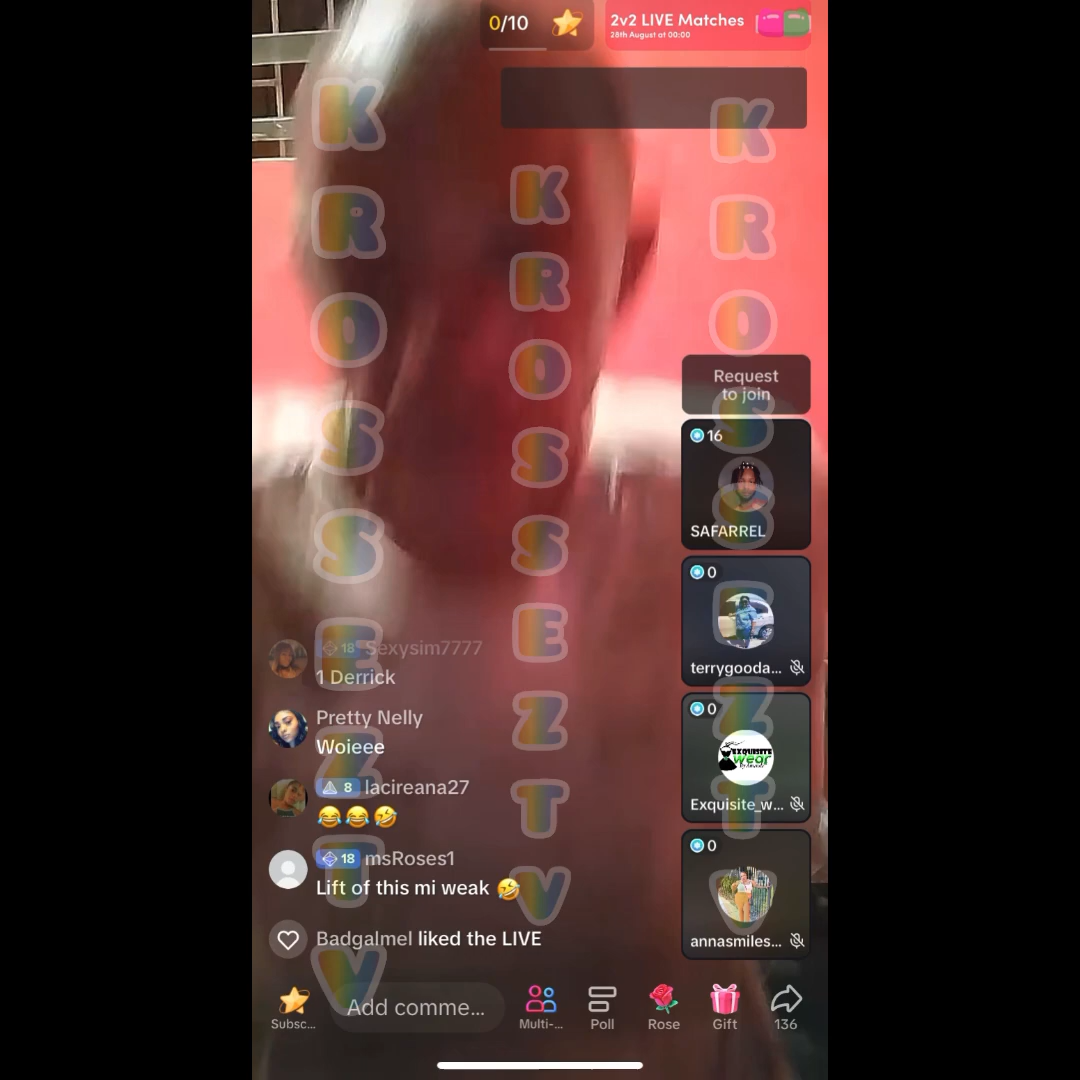 0/10
2v2 LIVE Matches
28th August at 00:00
KROSSEZTV
KROSSEZTV
KROSSEZTV
Request
to join
16
SAFARREL
0
terrygooda...
0
EXQUISITE
wear
Exquisite_w...
0
annasmiles...
18 Sexysim7777
1 Derrick
Pretty Nelly
Woieee
8 lacireana27
😂😂🤣
18 msRoses1
Lift of this mi weak 🤣
Badgalmel liked the LIVE
Subsc...
Add comme...
Multi-...
Poll
Rose
Gift
136